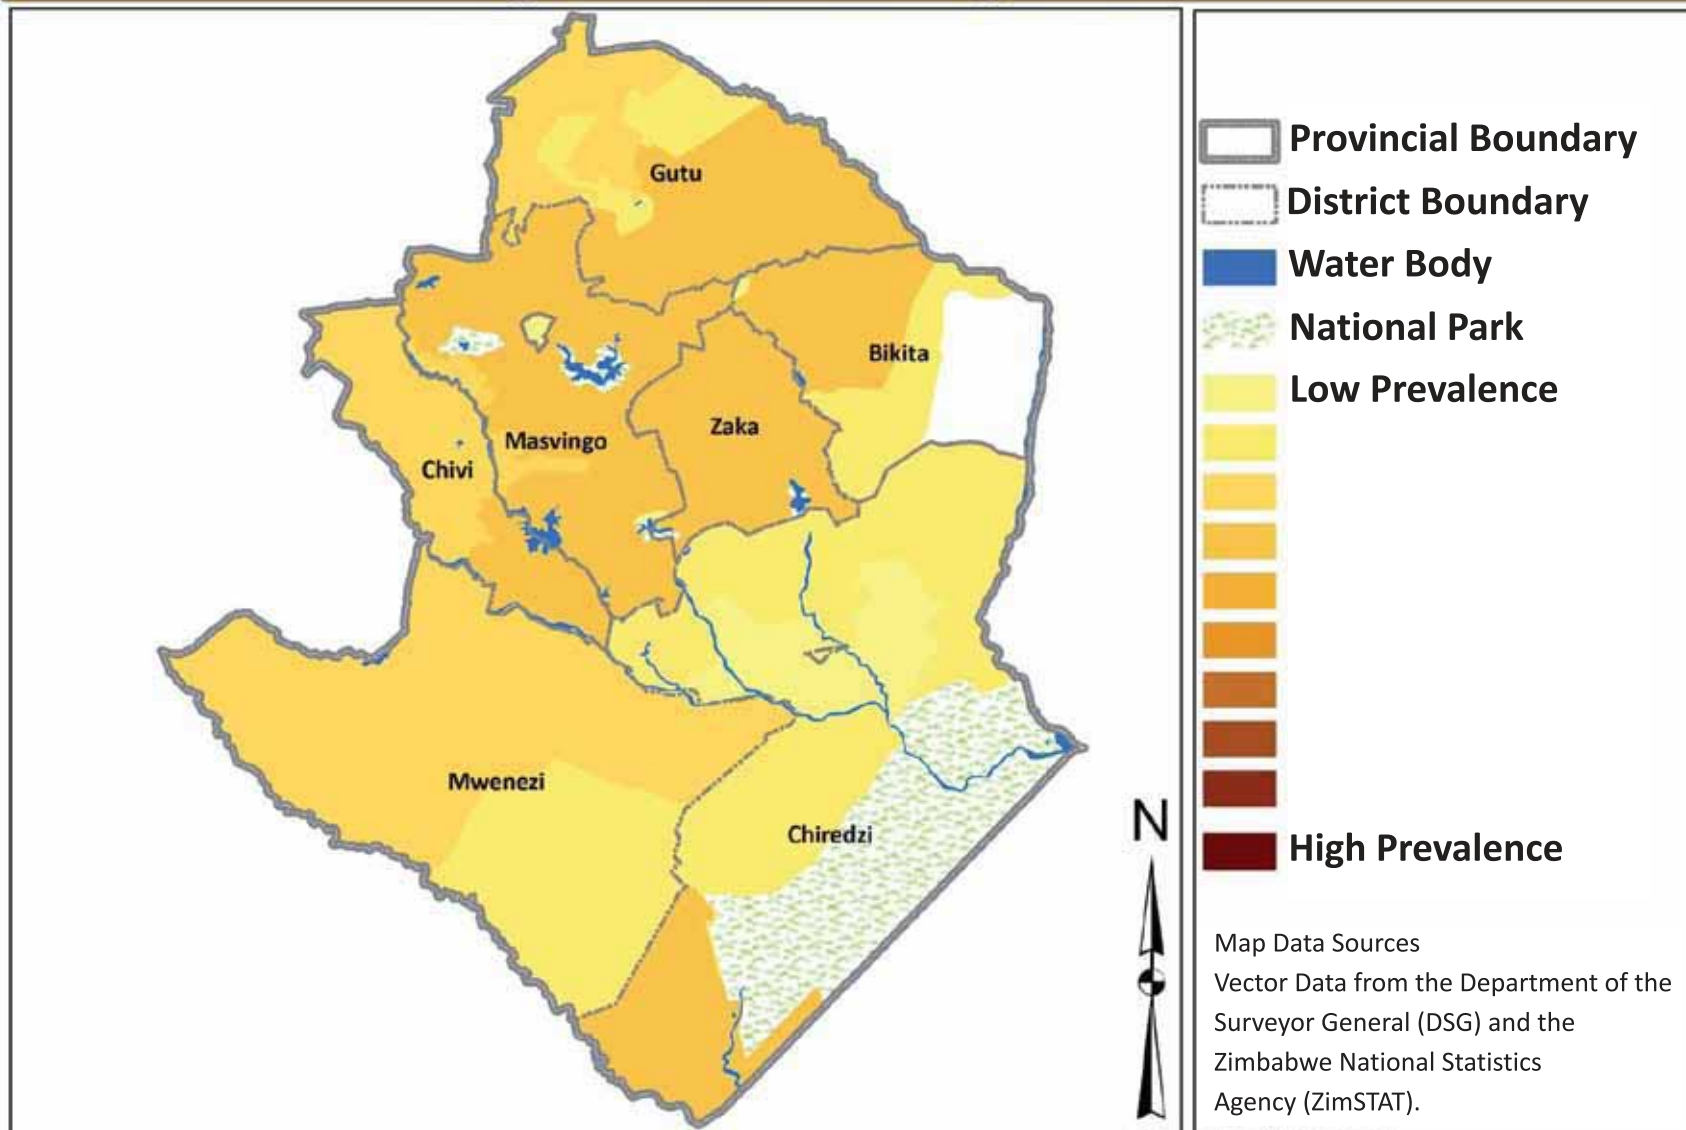 Gutu
Bikita
Zaka
Masvingo
Chivi
Mwenezi
Chiredzi
N
Provincial Boundary
District Boundary
Water Body
National Park
Low Prevalence
High Prevalence
Map Data Sources
Vector Data from the Department of the
Surveyor General (DSG) and the
Zimbabwe National Statistics
Agency (ZimSTAT).